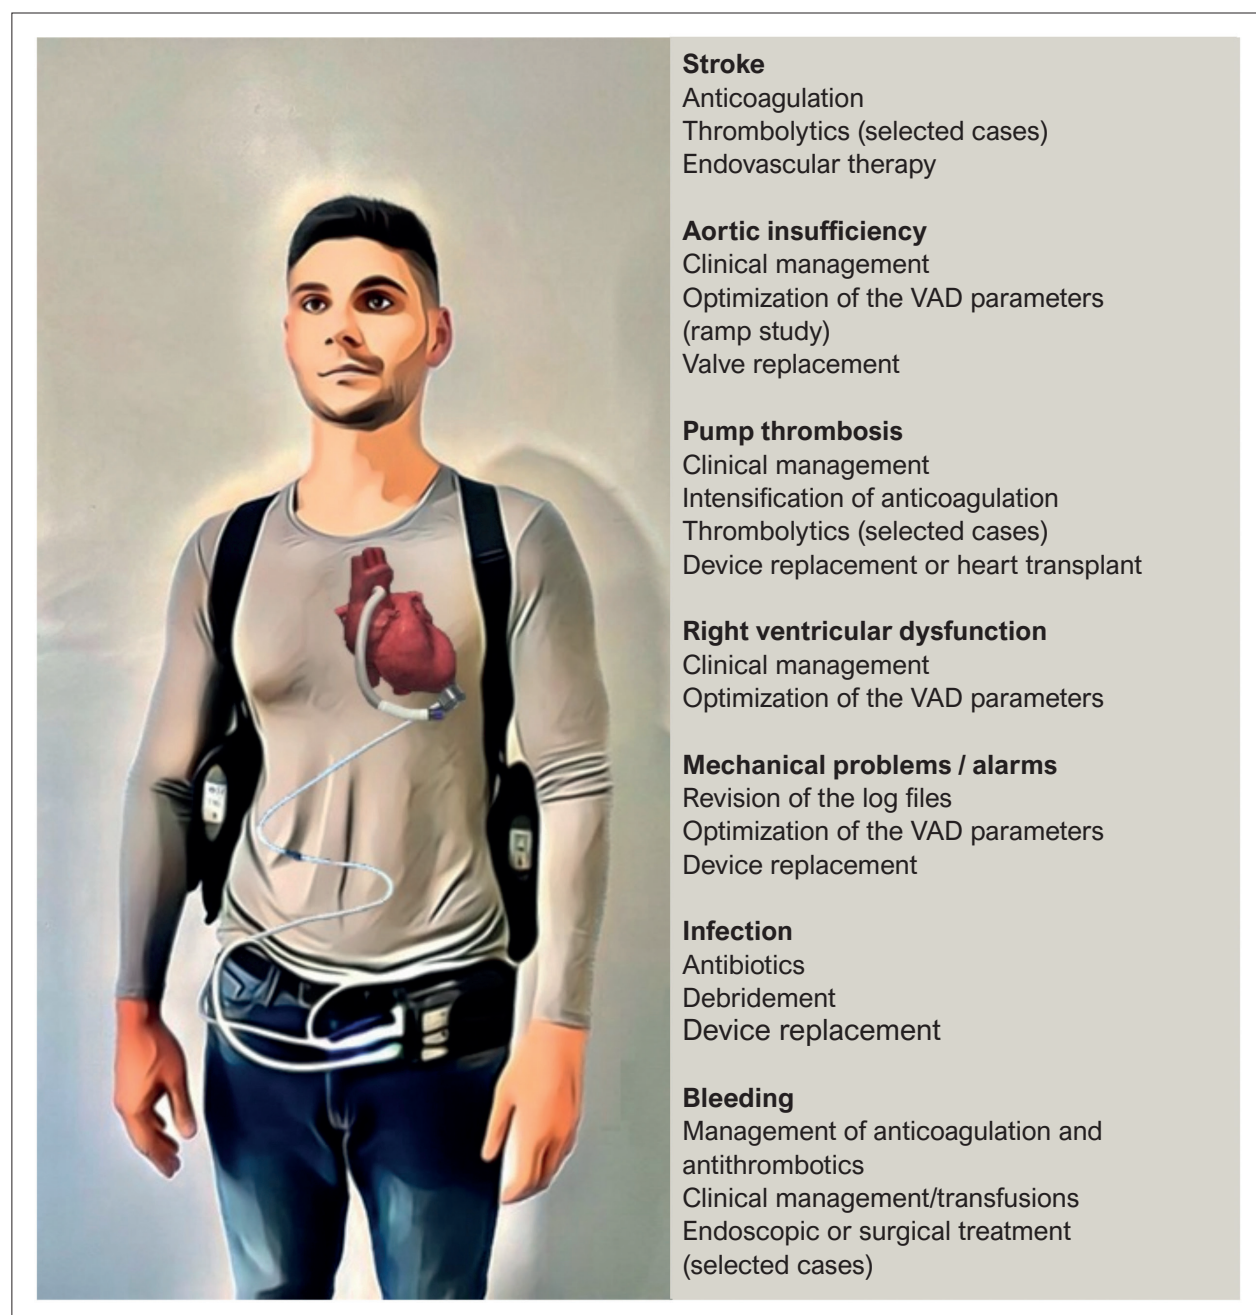 Stroke
Anticoagulation
Thrombolytics (selected cases)
Endovascular therapy
Aortic insufficiency
Clinical management
Optimization of the VAD parameters
(ramp study)
Valve replacement
Pump thrombosis
Clinical management
Intensification of anticoagulation
Thrombolytics (selected cases)
Device replacement or heart transplant
Right ventricular dysfunction
Clinical management
Optimization of the VAD parameters
Mechanical problems / alarms
Revision of the log files
Optimization of the VAD parameters
Device replacement
Infection
Antibiotics
Debridement
Device replacement
Bleeding
Management of anticoagulation and
antithrombotics
Clinical management/transfusions
Endoscopic or surgical treatment
(selected cases)